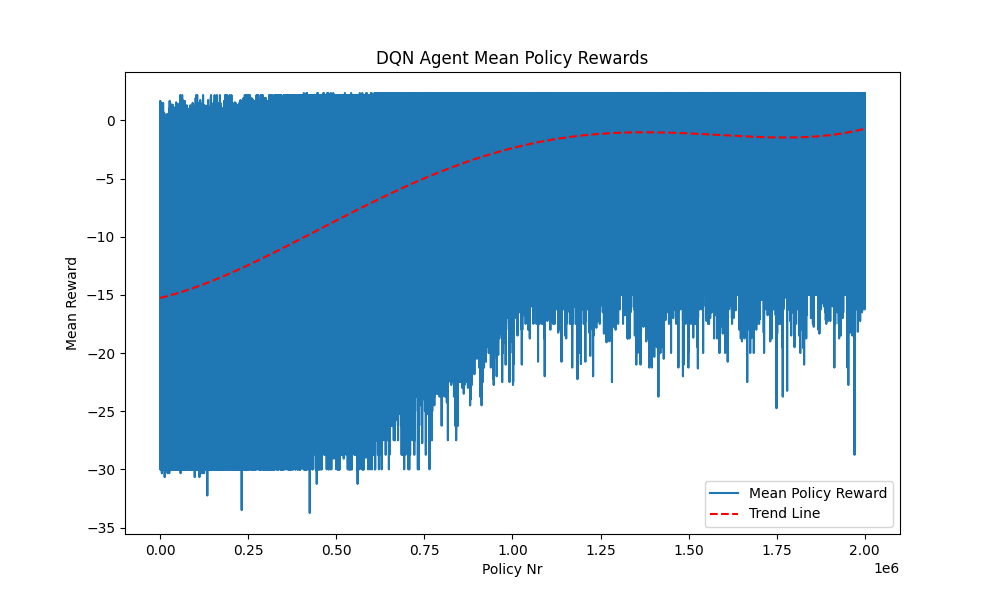 DQN Agent Mean Policy Rewards
Mean Reward
0
−5
−10
−15
−20
−25
−30
−35
0.00 0.25 0.50 0.75 1.00 1.25 1.50 1.75 2.00
1e6
Policy Nr
Mean Policy Reward
Trend Line